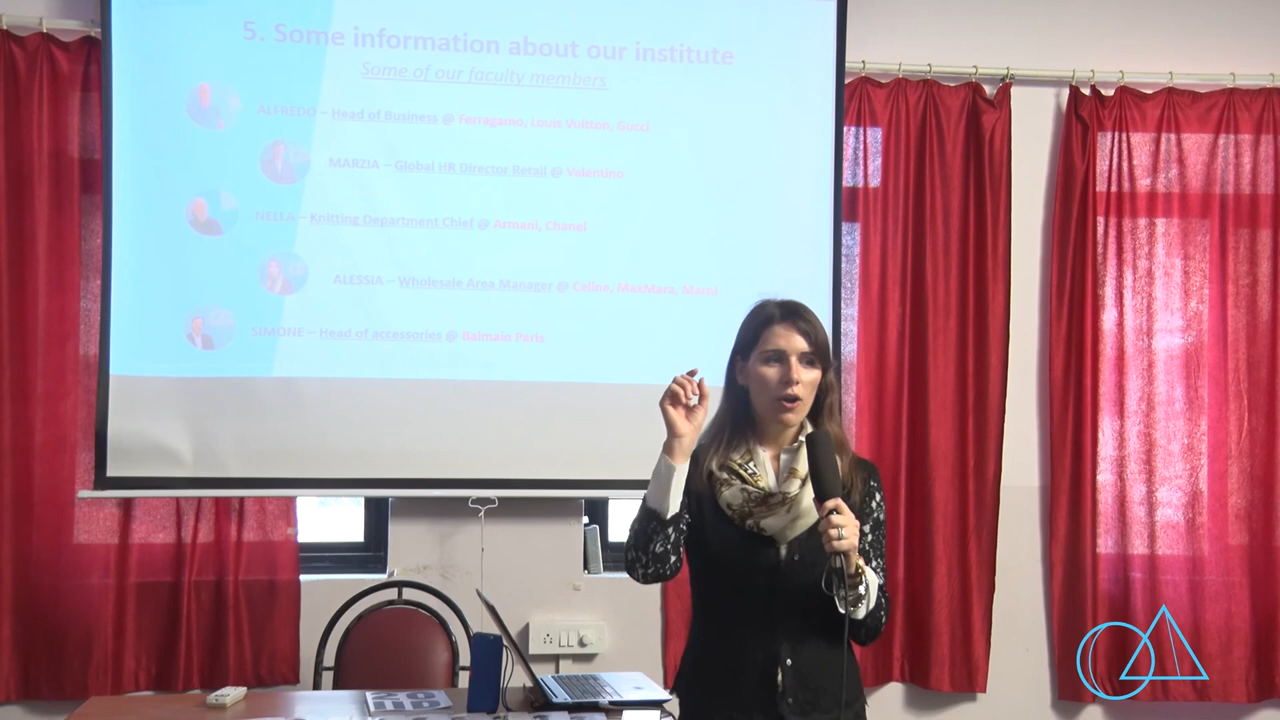 5. Some information about our institute
Some of our faculty members
ALFREDO – Head of Business @ Ferragamo, Louis Vuitton, Gucci
MARZIA – Global HR Director Retail @ Valentino
NELLA – Knitting Department Chief @ Armani, Chanel
ALESSIA – Wholesale Area Manager @ Celine, MaxMara, Marni
SIMONE – Head of accessories @ Balmain Paris